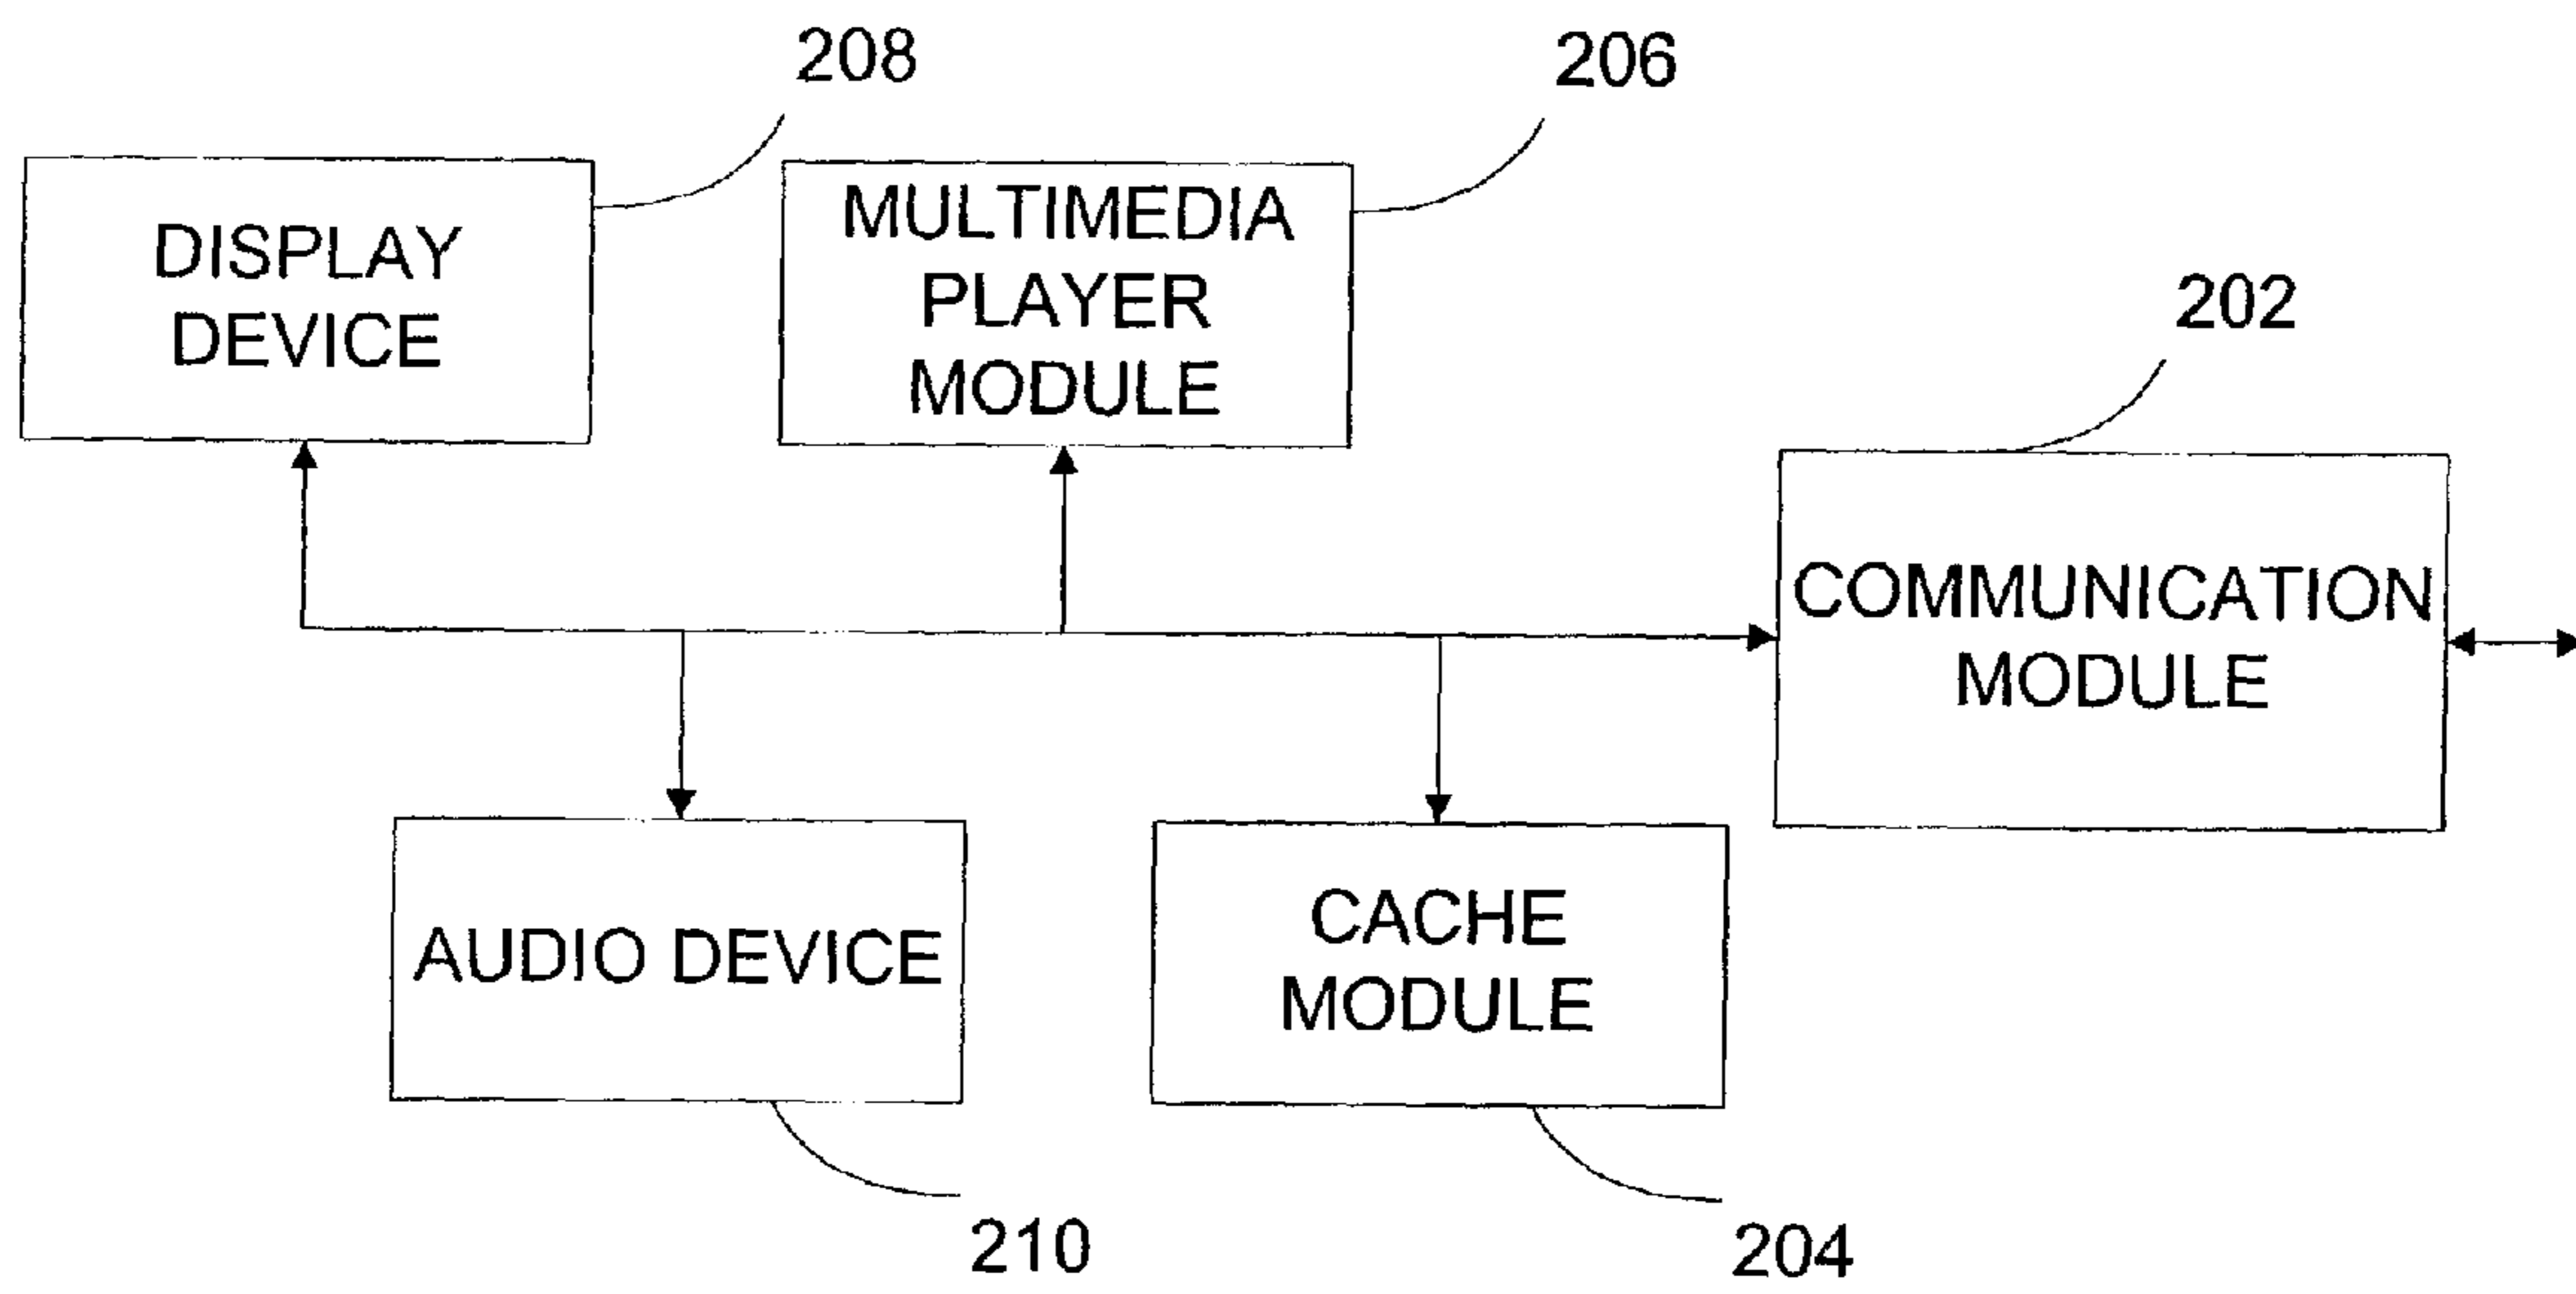 208
206
DISPLAY
DEVICE
MULTIMEDIA
PLAYER
MODULE
202
COMMUNICATION
MODULE
AUDIO DEVICE
CACHE
MODULE
210
204